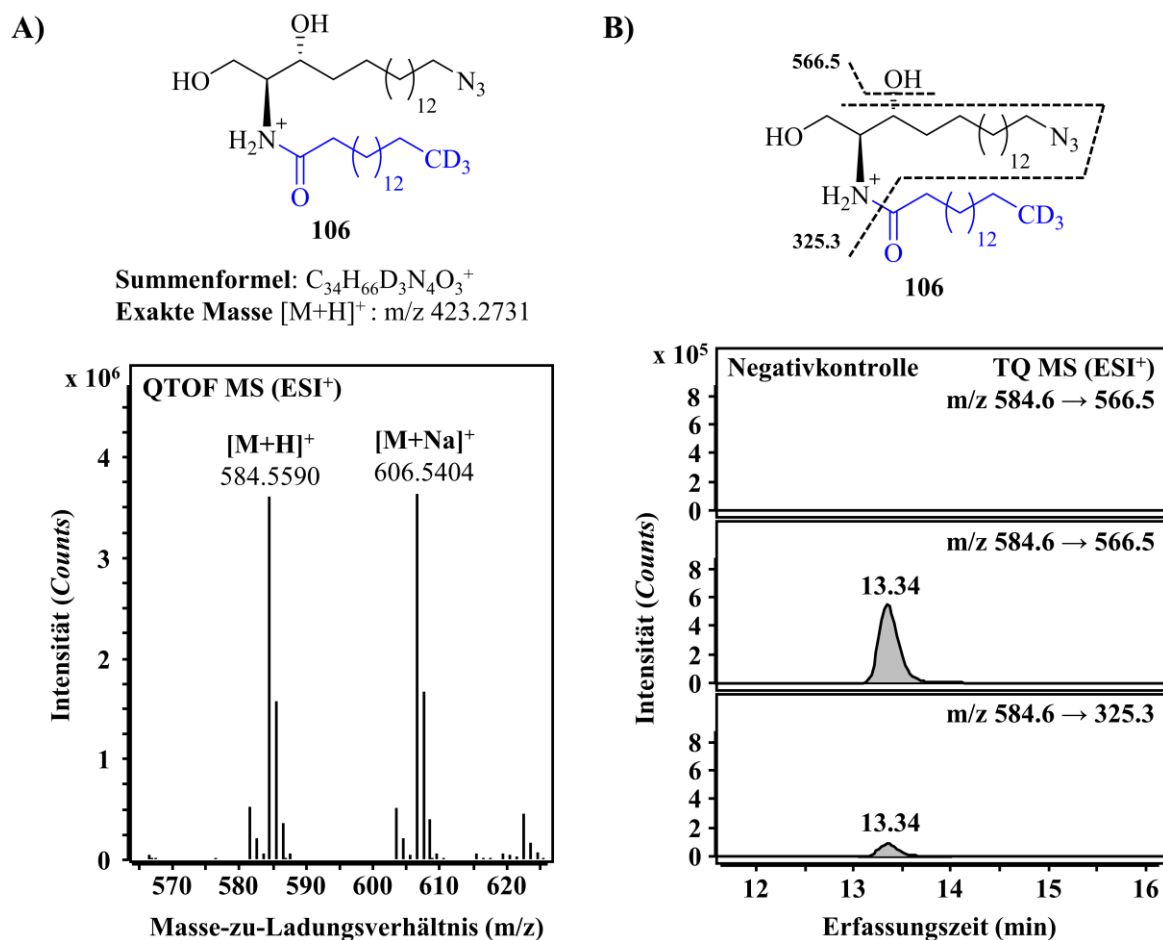 A)
OH
HO
12
N3
H2N
+
CD3
12
O
106
Summenformel: C34H66D3N4O3+
Exakte Masse [M+H]+ : m/z 423.2731
x 10^6
QTOF MS (ESI+)
[M+H]+
584.5590
[M+Na]+
606.5404
4
3
2
1
0
570 580 590 600 610 620
Intensität (Counts)
Masse-zu-Ladungsverhältnis (m/z)
B)
566.5
OH
HO
12
N3
H2N
+
CD3
12
O
325.3
106
x 10^5
Negativkontrolle
TQ MS (ESI+)
m/z 584.6 → 566.5
8
6
4
2
0
m/z 584.6 → 566.5
13.34
8
6
4
2
0
m/z 584.6 → 325.3
13.34
8
6
4
2
0
12 13 14 15 16
Intensität (Counts)
Erfassungszeit (min)